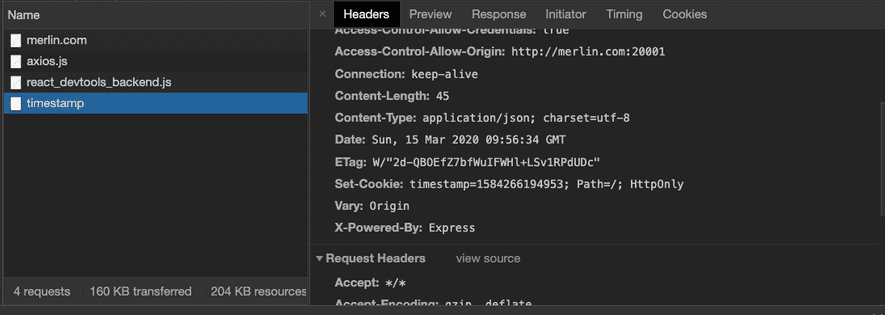 Name
merlin.com
axios.js
react_devtools_backend.js
timestamp
4 requests 160 KB transferred 204 KB resources
× Headers Preview Response Initiator Timing Cookies
Access-Control-Allow-Credentials: true
Access-Control-Allow-Origin: http://merlin.com:20001
Connection: keep-alive
Content-Length: 45
Content-Type: application/json; charset=utf-8
Date: Sun, 15 Mar 2020 09:56:34 GMT
ETag: W/"2d-QBOEfZ7bfWuIFWHl+LSv1RPdUDc"
Set-Cookie: timestamp=1584266194953; Path=/; HttpOnly
Vary: Origin
X-Powered-By: Express
Request Headers view source
Accept: */*
Accept-Encoding: gzip, deflate